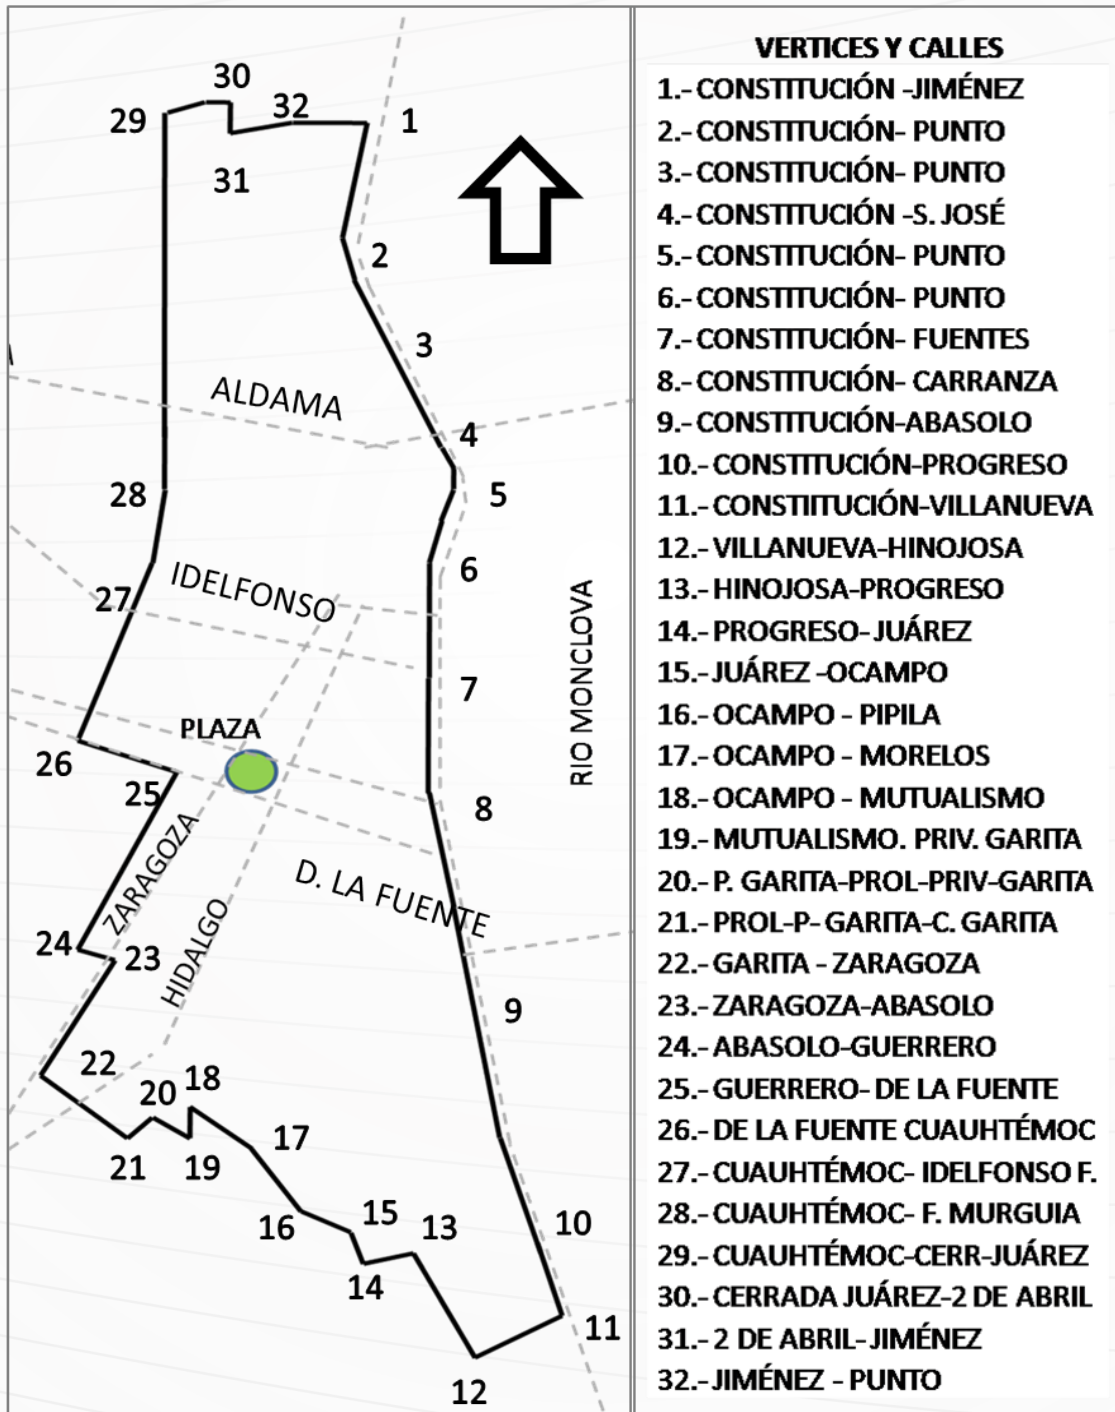 30
29
32
1
31
2
3
ALDAMA
4
28
5
IDELFONSO
6
27
RIO MONCLOVA
7
PLAZA
26
25
8
ZARAGOZA
D. LA FUENTE
HIDALGO
24
23
9
22
20
18
17
21
19
16
15
13
10
14
11
12
VERTICES Y CALLES
1.- CONSTITUCIÓN -JIMÉNEZ
2.- CONSTITUCIÓN- PUNTO
3.- CONSTITUCIÓN- PUNTO
4.- CONSTITUCIÓN -S. JOSÉ
5.- CONSTITUCIÓN- PUNTO
6.- CONSTITUCIÓN- PUNTO
7.- CONSTITUCIÓN- FUENTES
8.- CONSTITUCIÓN- CARRANZA
9.- CONSTITUCIÓN-ABASOLO
10.- CONSTITUCIÓN-PROGRESO
11.- CONSTIITUCIÓN-VILLANUEVA
12.- VILLANUEVA-HINOJOSA
13.- HINOJOSA-PROGRESO
14.- PROGRESO- JUÁREZ
15.- JUÁREZ -OCAMPO
16.- OCAMPO - PIPILA
17.- OCAMPO - MORELOS
18.- OCAMPO - MUTUALISMO
19.- MUTUALISMO. PRIV. GARITA
20.- P. GARITA-PROL-PRIV-GARITA
21.- PROL-P- GARITA-C. GARITA
22.- GARITA - ZARAGOZA
23.- ZARAGOZA-ABASOLO
24.- ABASOLO-GUERRERO
25.- GUERRERO- DE LA FUENTE
26.- DE LA FUENTE CUAUHTÉMOC
27.- CUAUHTÉMOC- IDELFONSO F.
28.- CUAUHTÉMOC- F. MURGUIA
29.- CUAUHTÉMOC-CERR-JUÁREZ
30.- CERRADA JUÁREZ-2 DE ABRIL
31.- 2 DE ABRIL-JIMÉNEZ
32.- JIMÉNEZ - PUNTO